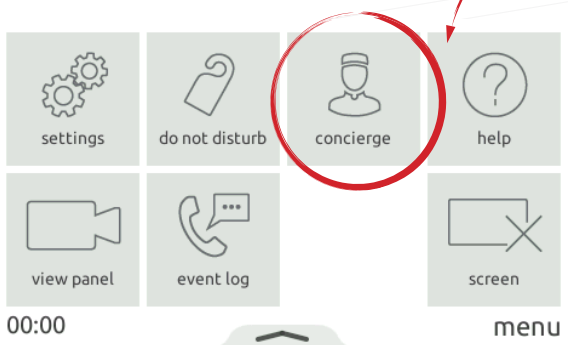 settings
do not disturb
concierge
help
view panel
event log
screen
00:00
menu